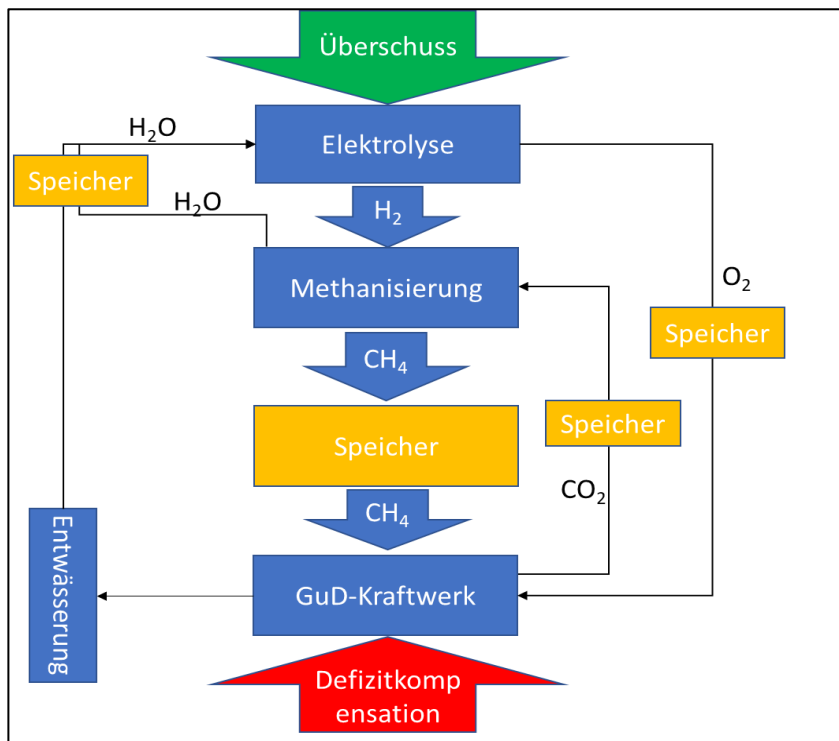 Überschuss
H₂O
Elektrolyse
Speicher
H₂O
H₂
O₂
Methanisierung
Speicher
CH₄
Speicher
Speicher
CO₂
CH₄
Entwässerung
GuD-Kraftwerk
Defizitkomp
ensation